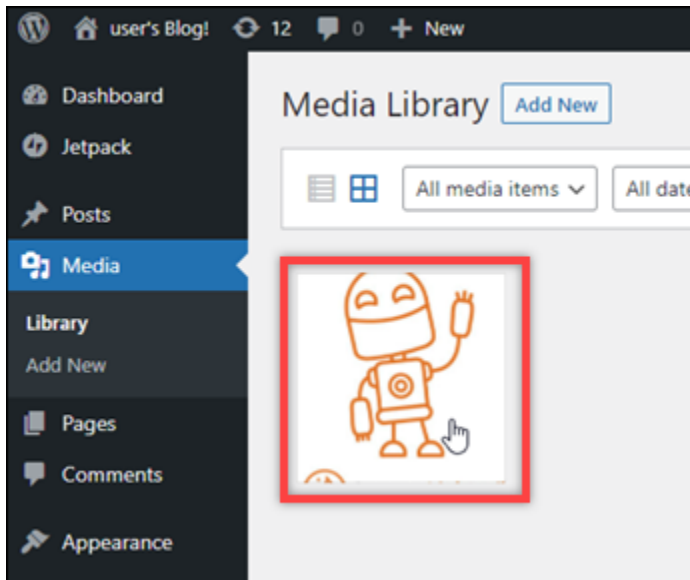 user's Blog! 12 0 + New
Dashboard
Jetpack
Posts
Media
Library
Add New
Pages
Comments
Appearance
Media Library Add New
All media items All date